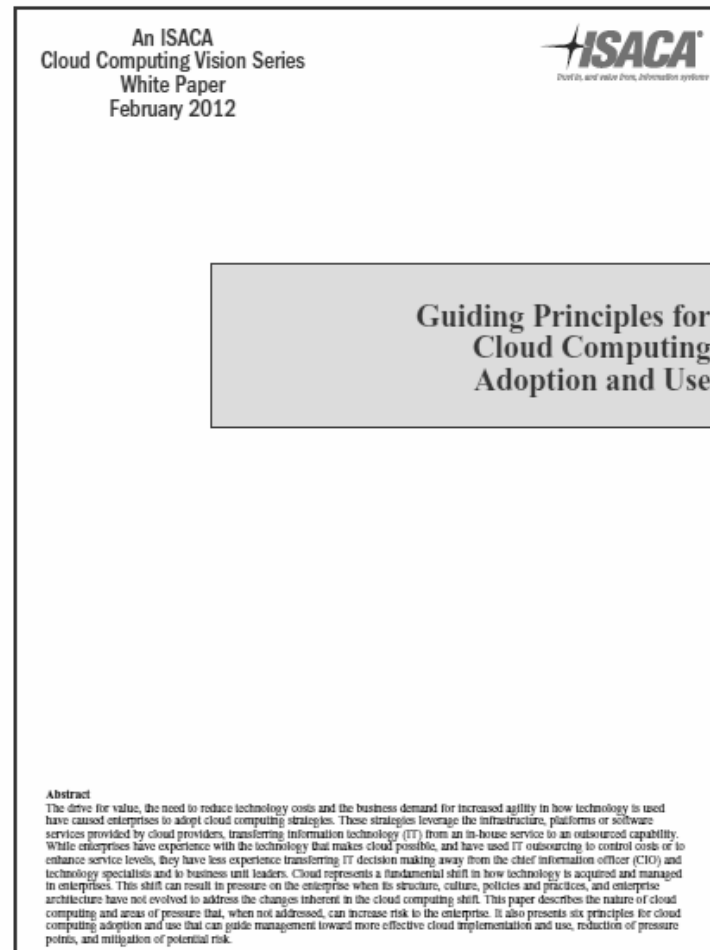 An ISACA
Cloud Computing Vision Series
White Paper
February 2012
ISACA®
Trust in, and value from, information systems
Guiding Principles for
Cloud Computing
Adoption and Use
Abstract
The drive for value, the need to reduce technology costs and the business demand for increased agility in how technology is used
have caused enterprises to adopt cloud computing strategies. These strategies leverage the infrastructure, platforms or software
services provided by cloud providers, transferring information technology (IT) from an in-house service to an outsourced capability.
While enterprises have experience with the technology that makes cloud possible, and have used IT outsourcing to control costs or to
enhance service levels, they have less experience transferring IT decision making away from the chief information officer (CIO) and
technology specialists and to business unit leaders. Cloud represents a fundamental shift in how technology is acquired and managed
in enterprises. This shift can result in pressure on the enterprise when its structure, culture, policies and practices, and enterprise
architecture have not evolved to address the changes inherent in the cloud computing shift. This paper describes the nature of cloud
computing and areas of pressure that, when not addressed, can increase risk to the enterprise. It also presents six principles for cloud
computing adoption and use that can guide management toward more effective cloud implementation and use, reduction of pressure
points, and mitigation of potential risk.